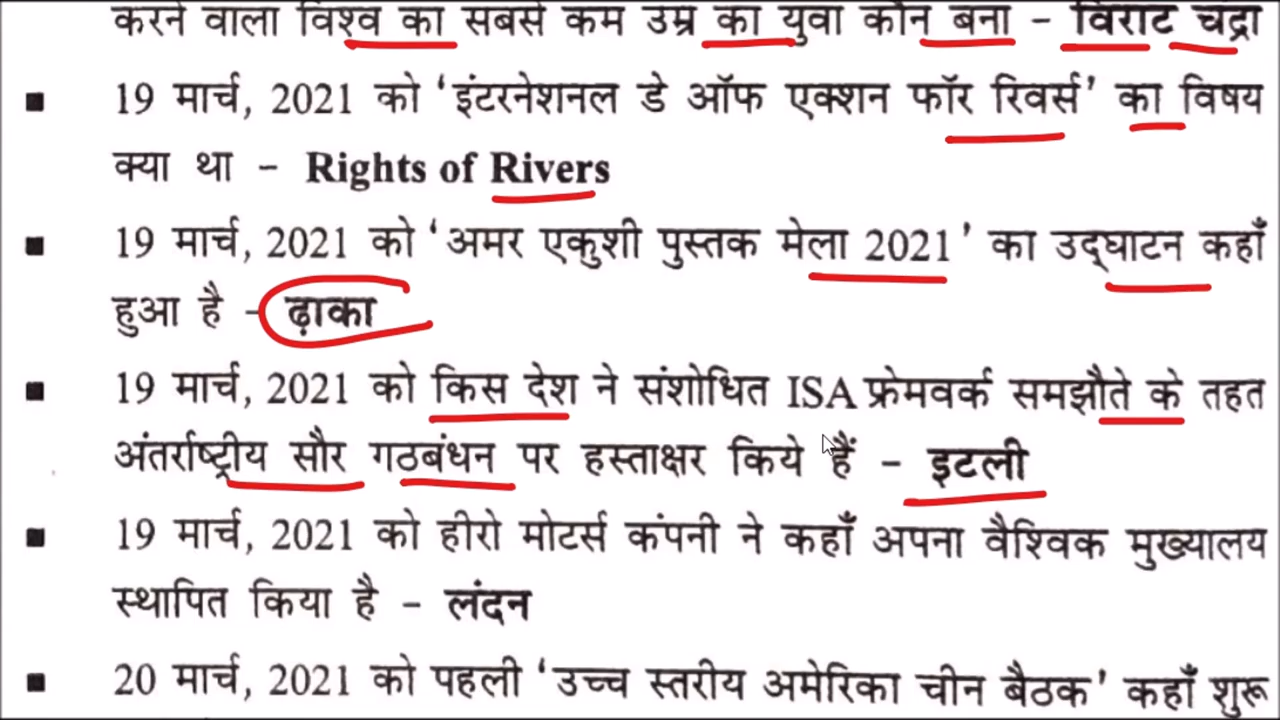 करने वाला विश्व का सबसे कम उम्र का युवा कौन बना – विराट चंद्रा
■ 19 मार्च, 2021 को ‘इंटरनेशनल डे ऑफ एक्शन फॉर रिवर्स’ का विषय
क्या था – Rights of Rivers
■ 19 मार्च, 2021 को ‘अमर एकुशी पुस्तक मेला 2021’ का उद्घाटन कहाँ
हुआ है – ढ़ाका
■ 19 मार्च, 2021 को किस देश ने संशोधित ISA फ्रेमवर्क समझौते के तहत
अंतर्राष्ट्रीय सौर गठबंधन पर हस्ताक्षर किये हैं – इटली
■ 19 मार्च, 2021 को हीरो मोटर्स कंपनी ने कहाँ अपना वैश्विक मुख्यालय
स्थापित किया है – लंदन
■ 20 मार्च, 2021 को पहली ‘उच्च स्तरीय अमेरिका चीन बैठक’ कहाँ शुरू